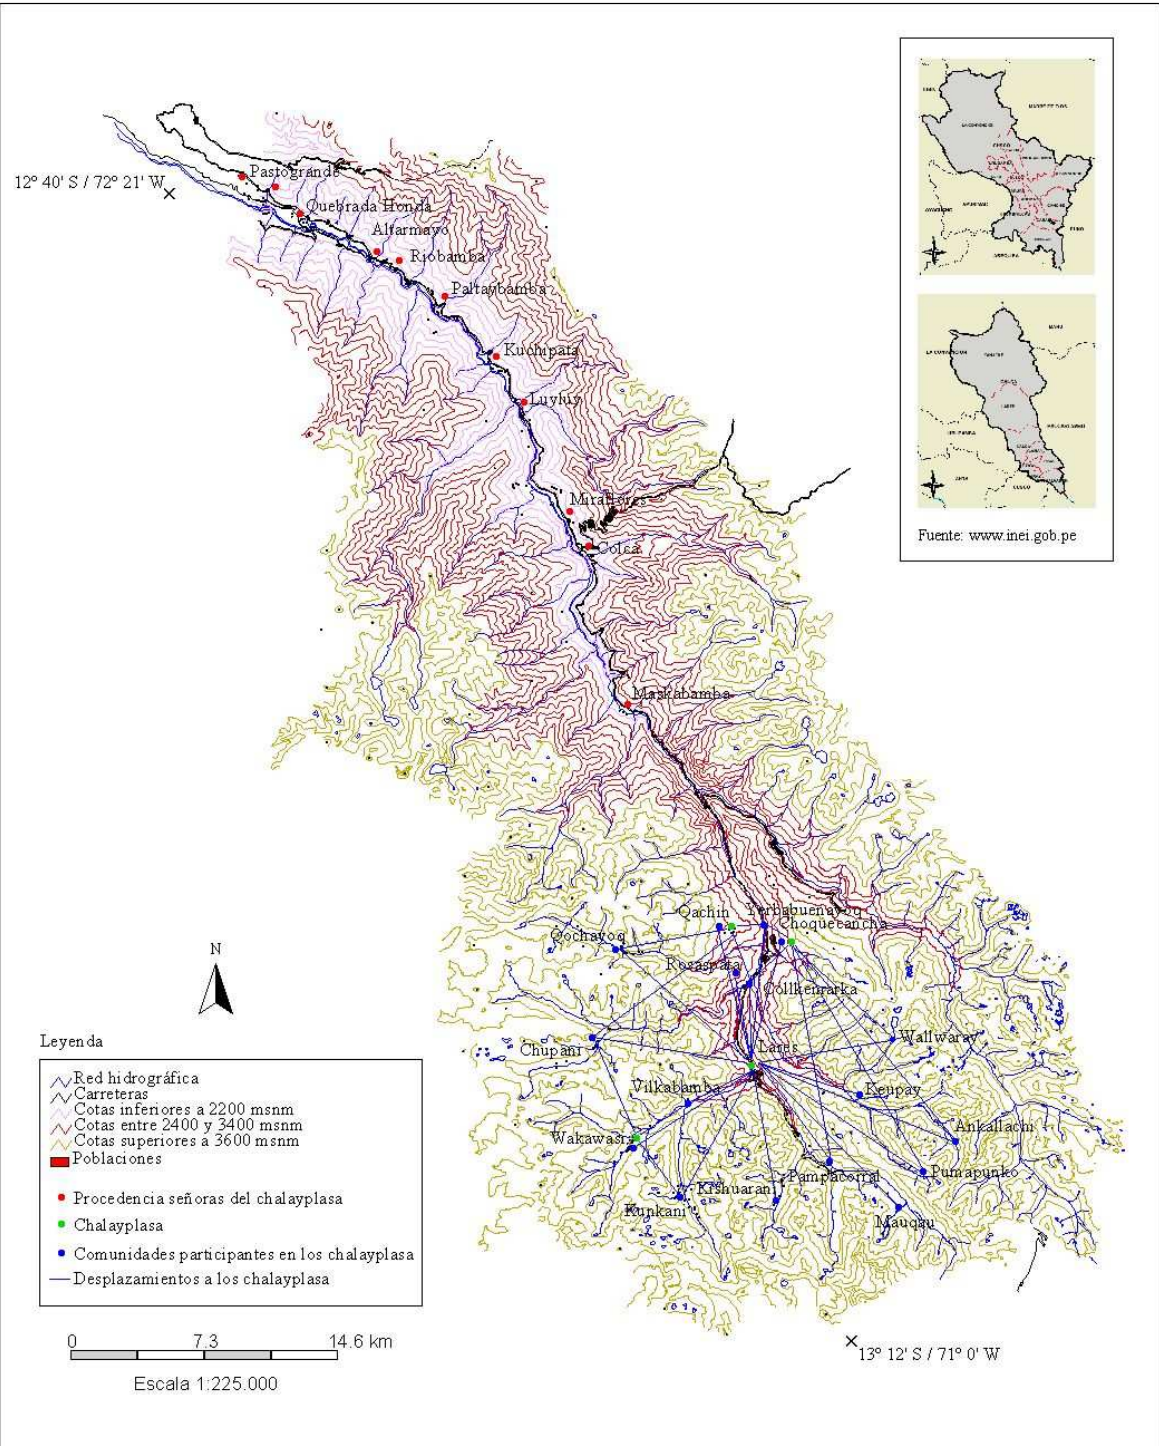 12º 40' S / 72º 21' W
Pastogrande
Quebrada Honda
Altarmayo
Riobamba
Paltaybamba
Kuchipata
Luyluy
Miraflores
Colca
Maskabamba
Qachin
Yerbabuenayoq
Choquecancha
Qochayoq
Rosaspata
Collkenrarka
Chupani
Lares
Wallwaray
Vilkabamba
Keupay
Wakawasi
Ankallachi
Pampacorral
Pumapunko
Kishuarani
Kunkani
Mauqau
13º 12' S / 71º 0' W
Fuente: www.inei.gob.pe
N
Leyenda
Red hidrográfica
Carreteras
Cotas inferiores a 2200 msnm
Cotas entre 2400 y 3400 msnm
Cotas superiores a 3600 msnm
Poblaciones
Procedencia señoras del chalayplasa
Chalayplasa
Comunidades participantes en los chalayplasa
Desplazamientos a los chalayplasa
0 7.3 14.6 km
Escala 1:225.000